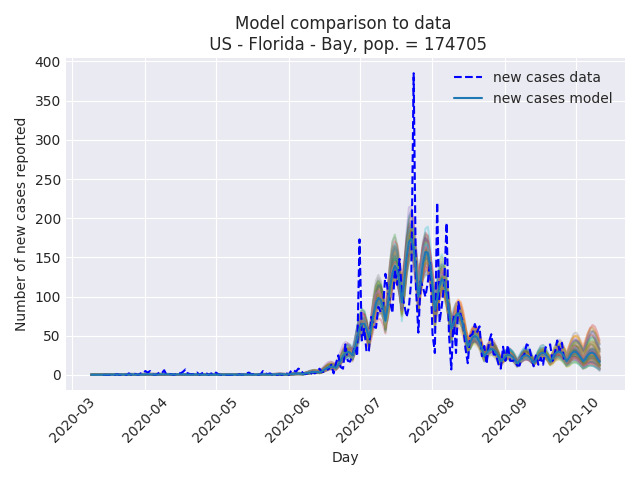 Model comparison to data
US - Florida - Bay, pop. = 174705
new cases data
new cases model
Number of new cases reported
400
350
300
250
200
150
100
50
0
2020-03
2020-04
2020-05
2020-06
2020-07
2020-08
2020-09
2020-10
Day